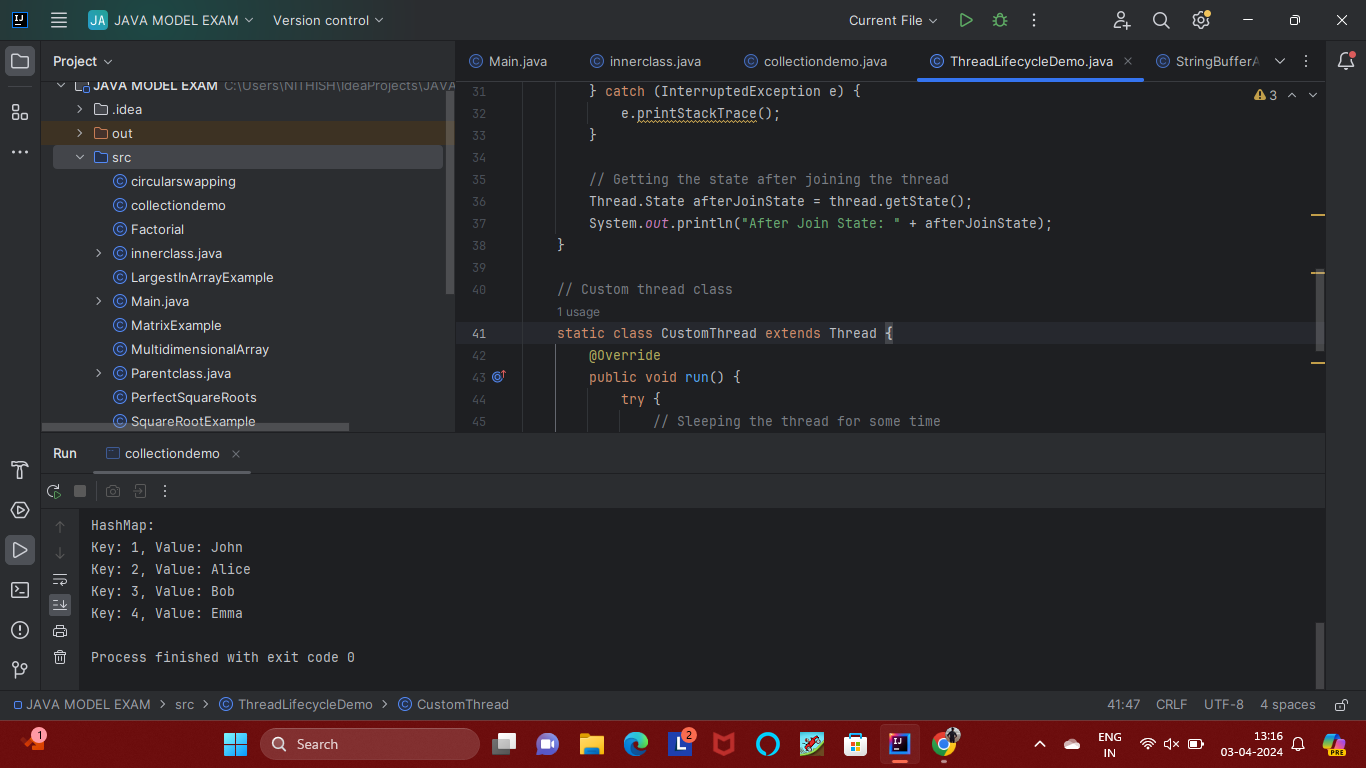 JA JAVA MODEL EXAM Version control Current File
Project
JAVA MODEL EXAM C:\Users\NITHISH\IdeaProjects\JAVA
.idea
out
src
circularswapping
collectiondemo
Factorial
innerclass.java
LargestInArrayExample
Main.java
MatrixExample
MultidimensionalArray
Parentclass.java
PerfectSquareRoots
SquareRootExample
Main.java innerclass.java collectiondemo.java ThreadLifecycleDemo.java StringBufferA
3
31 } catch (InterruptedException e) {
32 e.printStackTrace();
33 }
34
35 // Getting the state after joining the thread
36 Thread.State afterJoinState = thread.getState();
37 System.out.println("After Join State: " + afterJoinState);
38 }
39
40 // Custom thread class
1 usage
41 static class CustomThread extends Thread {
42 @Override
43 public void run() {
44 try {
45 // Sleeping the thread for some time
Run collectiondemo
HashMap:
Key: 1, Value: John
Key: 2, Value: Alice
Key: 3, Value: Bob
Key: 4, Value: Emma
Process finished with exit code 0
JAVA MODEL EXAM > src > ThreadLifecycleDemo > CustomThread 41:47 CRLF UTF-8 4 spaces
1 Search L 2 ENG 13:16
IN 03-04-2024 PRE